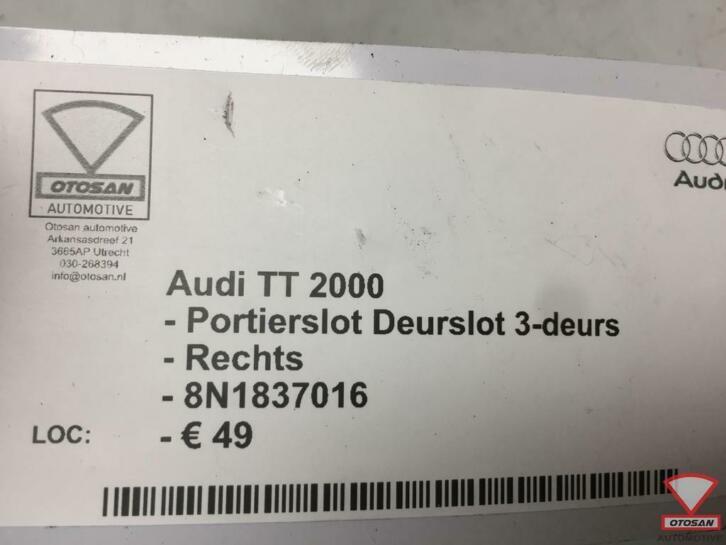 OTOSAN
AUTOMOTIVE
Otosan automotive
Arkansasdreef 21
3565AP Utrecht
030-268394
info@otosan.nl
Audi
Audi TT 2000
- Portierslot Deurslot 3-deurs
- Rechts
- 8N1837016
LOC: - € 49
OTOSAN
AUTOMOTIVE